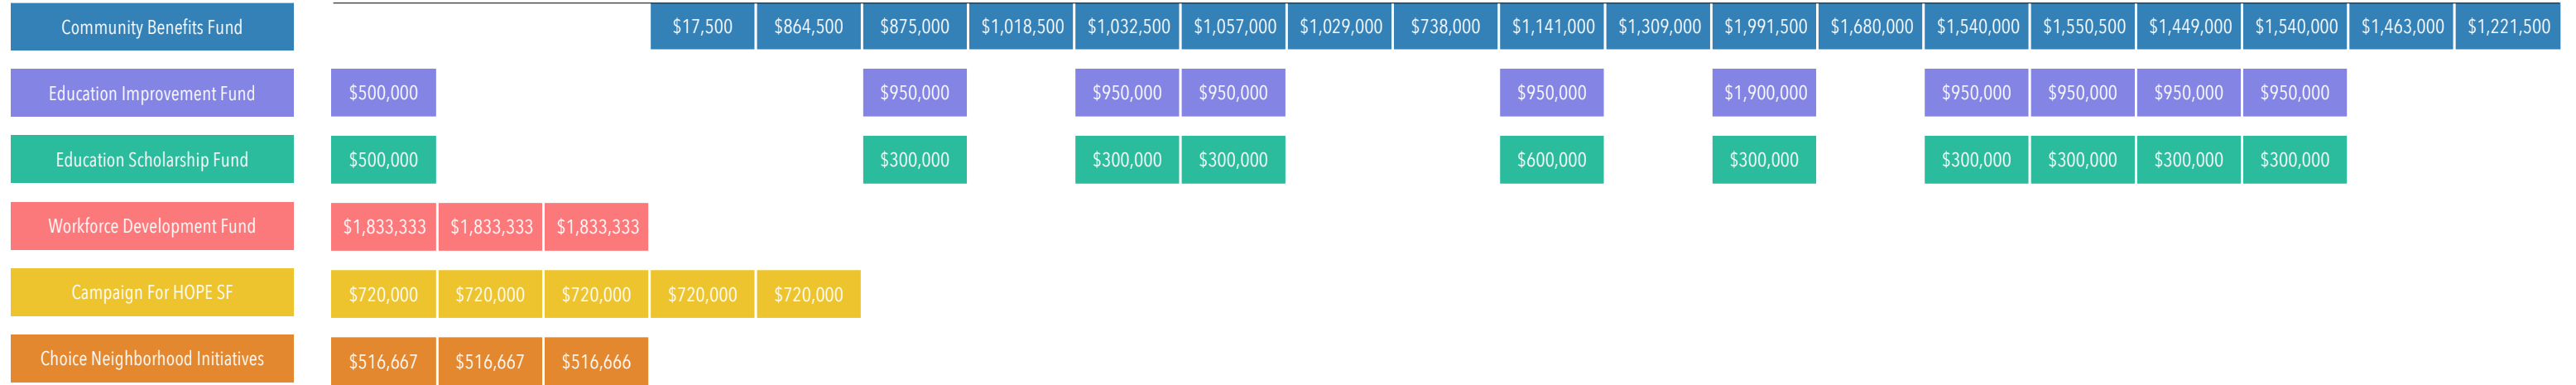 Community Benefits Fund $17,500 $864,500 $875,000 $1,018,500 $1,032,500 $1,057,000 $1,029,000 $738,000 $1,141,000 $1,309,000 $1,991,500 $1,680,000 $1,540,000 $1,550,500 $1,449,000 $1,540,000 $1,463,000 $1,221,500
Education Improvement Fund $500,000 $950,000 $950,000 $950,000 $950,000 $1,900,000 $950,000 $950,000 $950,000 $950,000
Education Scholarship Fund $500,000 $300,000 $300,000 $300,000 $600,000 $300,000 $300,000 $300,000 $300,000 $300,000
Workforce Development Fund $1,833,333 $1,833,333 $1,833,333
Campaign For HOPE SF $720,000 $720,000 $720,000 $720,000 $720,000
Choice Neighborhood Initiatives $516,667 $516,667 $516,666